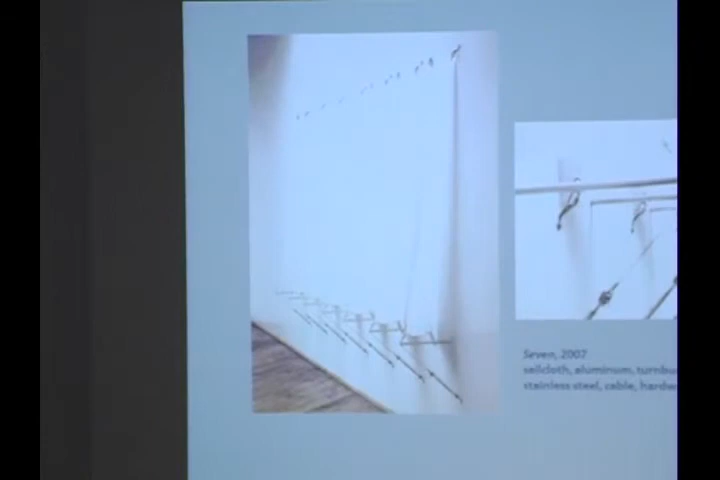 Seven, 2007
sailcloth, aluminum,
stainless steel, cable,